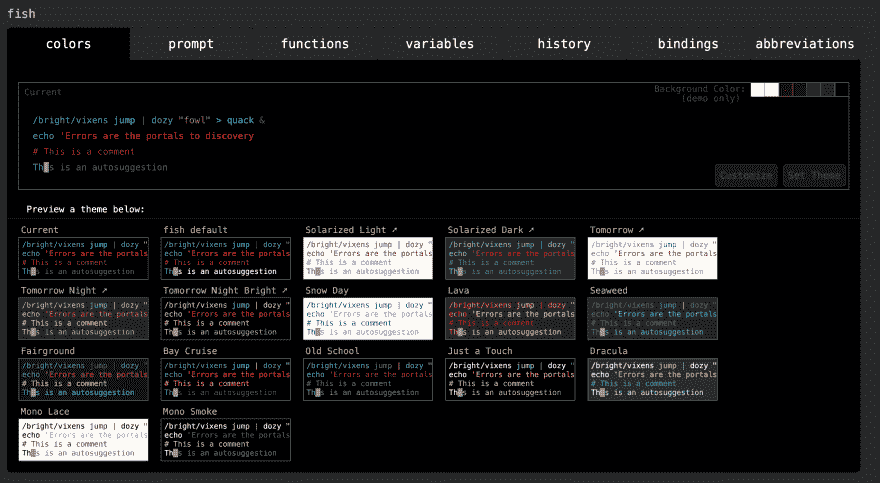 fish
colors prompt functions variables history bindings abbreviations
Current
Background Color:
(demo only)
/bright/vixens jump | dozy "fowl" > quack &
echo 'Errors are the portals to discovery
# This is a comment
This is an autosuggestion
Customize Set Theme
Preview a theme below:
Current fish default Solarized Light ➚ Solarized Dark ➚ Tomorrow ➚
/bright/vixens jump | dozy " /bright/vixens jump | dozy " /bright/vixens jump | dozy " /bright/vixens jump | dozy " /bright/vixens jump | dozy "
echo 'Errors are the portals echo 'Errors are the portals echo 'Errors are the portals echo 'Errors are the portals echo 'Errors are the portals
# This is a comment # This is a comment # This is a comment # This is a comment # This is a comment
This is an autosuggestion This is an autosuggestion This is an autosuggestion This is an autosuggestion This is an autosuggestion
Tomorrow Night ➚ Tomorrow Night Bright ➚ Snow Day Lava Seaweed
/bright/vixens jump | dozy " /bright/vixens jump | dozy " /bright/vixens jump | dozy " /bright/vixens jump | dozy " /bright/vixens jump | dozy "
echo 'Errors are the portals echo 'Errors are the portals echo 'Errors are the portals echo 'Errors are the portals echo 'Errors are the portals
# This is a comment # This is a comment # This is a comment # This is a comment # This is a comment
This is an autosuggestion This is an autosuggestion This is an autosuggestion This is an autosuggestion This is an autosuggestion
Fairground Bay Cruise Old School Just a Touch Dracula
/bright/vixens jump | dozy " /bright/vixens jump | dozy " /bright/vixens jump | dozy " /bright/vixens jump | dozy " /bright/vixens jump | dozy "
echo 'Errors are the portals echo 'Errors are the portals echo 'Errors are the portals echo 'Errors are the portals echo 'Errors are the portals
# This is a comment # This is a comment # This is a comment # This is a comment # This is a comment
This is an autosuggestion This is an autosuggestion This is an autosuggestion This is an autosuggestion This is an autosuggestion
Mono Lace Mono Smoke
/bright/vixens jump | dozy " /bright/vixens jump | dozy "
echo 'Errors are the portals echo 'Errors are the portals
# This is a comment # This is a comment
This is an autosuggestion This is an autosuggestion